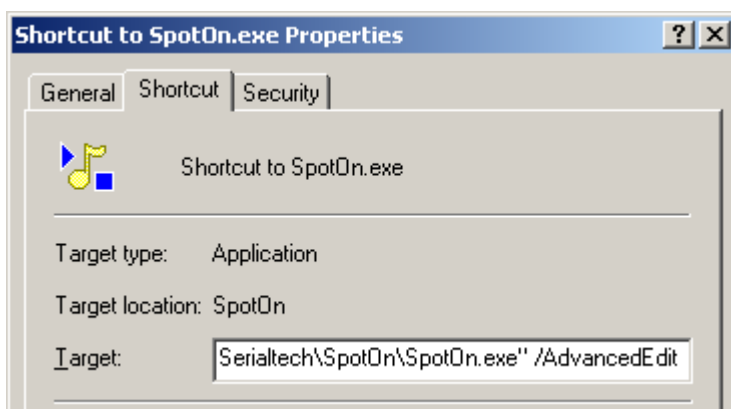 Shortcut to SpotOn.exe Properties ? X
General Shortcut Security
Shortcut to SpotOn.exe
Target type: Application
Target location: SpotOn
Target: Serialtech\SpotOn\SpotOn.exe" /AdvancedEdit